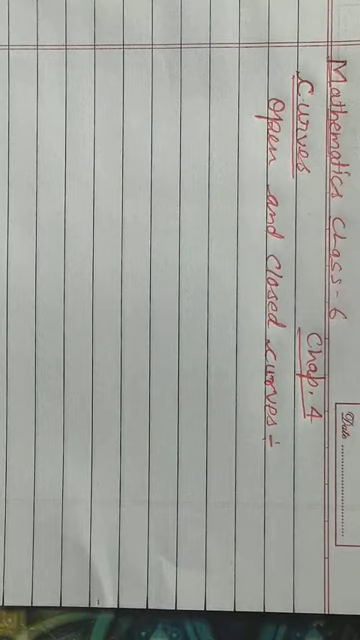 Date ..................
Mathematics Class - 6
Chap. 4
Curves
Open and Closed Curves :-